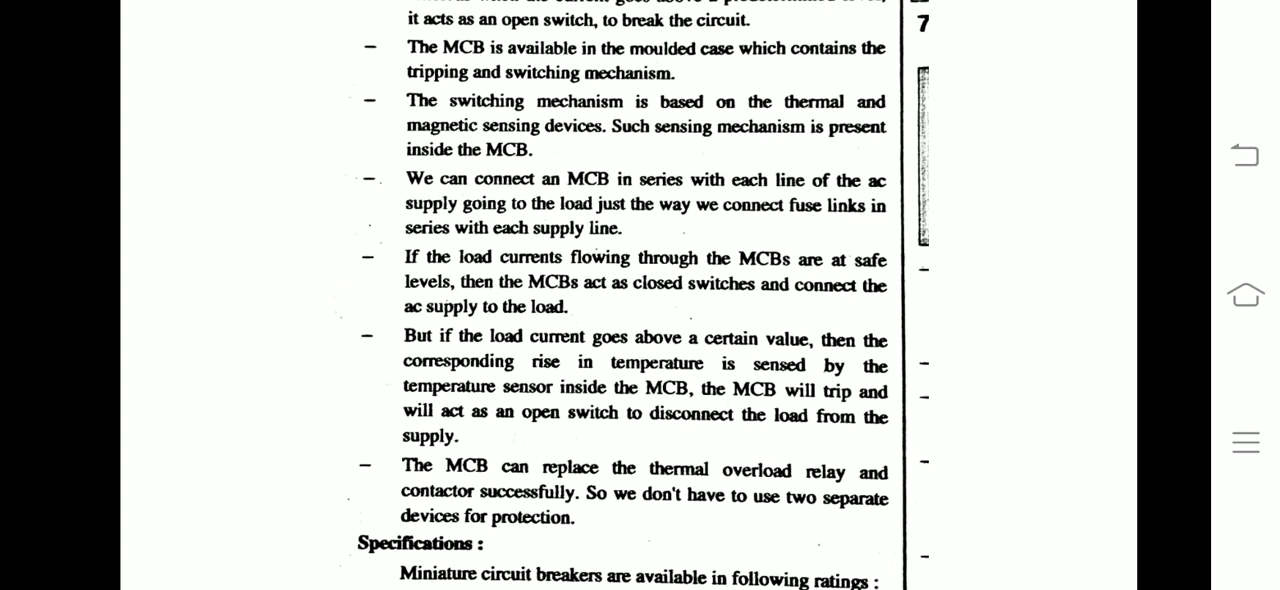 it acts as an open switch, to break the circuit.
7
– The MCB is available in the moulded case which contains the
tripping and switching mechanism.
– The switching mechanism is based on the thermal and
magnetic sensing devices. Such sensing mechanism is present
inside the MCB.
– We can connect an MCB in series with each line of the ac
supply going to the load just the way we connect fuse links in
series with each supply line.
– If the load currents flowing through the MCBs are at safe
levels, then the MCBs act as closed switches and connect the
ac supply to the load.
– But if the load current goes above a certain value, then the
corresponding rise in temperature is sensed by the
temperature sensor inside the MCB, the MCB will trip and
will act as an open switch to disconnect the load from the
supply.
– The MCB can replace the thermal overload relay and
contactor successfully. So we don't have to use two separate
devices for protection.
Specifications :
Miniature circuit breakers are available in following ratings :